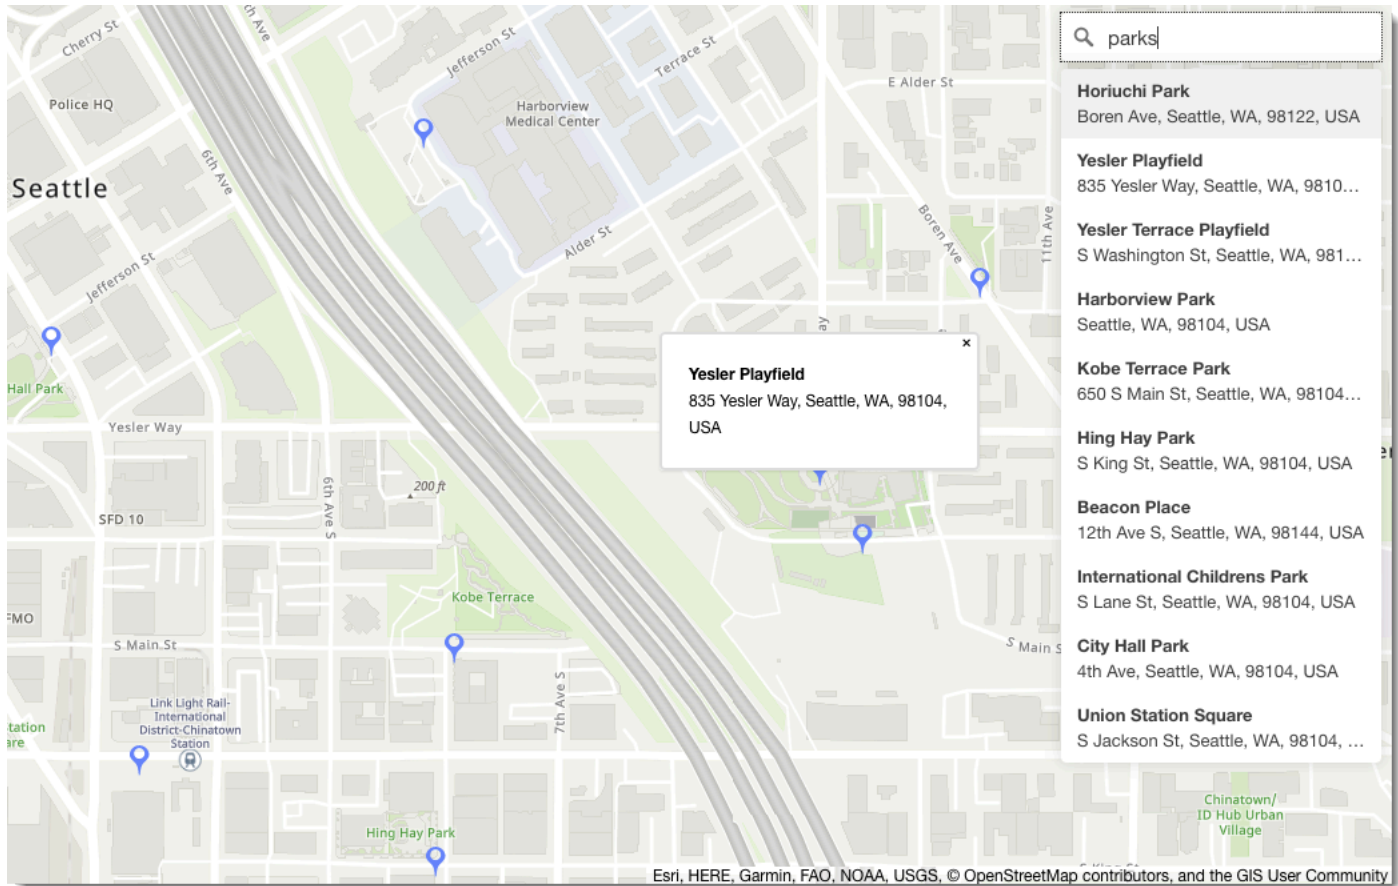 Cherry St
th Ave
Jefferson St
Terrace St
E Alder St
Police HQ
Harborview
Medical Center
6th Ave
Seattle
Boren Ave
11th Ave
Alder St
Jefferson St
ay
Hall Park
Yesler Way
×
Yesler Playfield
835 Yesler Way, Seattle, WA, 98104,
USA
200 ft
6th Ave S
SFD 10
Kobe Terrace
FMO
S Main St
S Main S
7th Ave S
Link Light Rail-
International
District-Chinatown
Station
tation
are
Hing Hay Park
Chinatown/
ID Hub Urban
Village
S King St
er
parks
Horiuchi Park
Boren Ave, Seattle, WA, 98122, USA
Yesler Playfield
835 Yesler Way, Seattle, WA, 9810...
Yesler Terrace Playfield
S Washington St, Seattle, WA, 981...
Harborview Park
Seattle, WA, 98104, USA
Kobe Terrace Park
650 S Main St, Seattle, WA, 98104...
Hing Hay Park
S King St, Seattle, WA, 98104, USA
Beacon Place
12th Ave S, Seattle, WA, 98144, USA
International Childrens Park
S Lane St, Seattle, WA, 98104, USA
City Hall Park
4th Ave, Seattle, WA, 98104, USA
Union Station Square
S Jackson St, Seattle, WA, 98104, ...
Esri, HERE, Garmin, FAO, NOAA, USGS, © OpenStreetMap contributors, and the GIS User Community